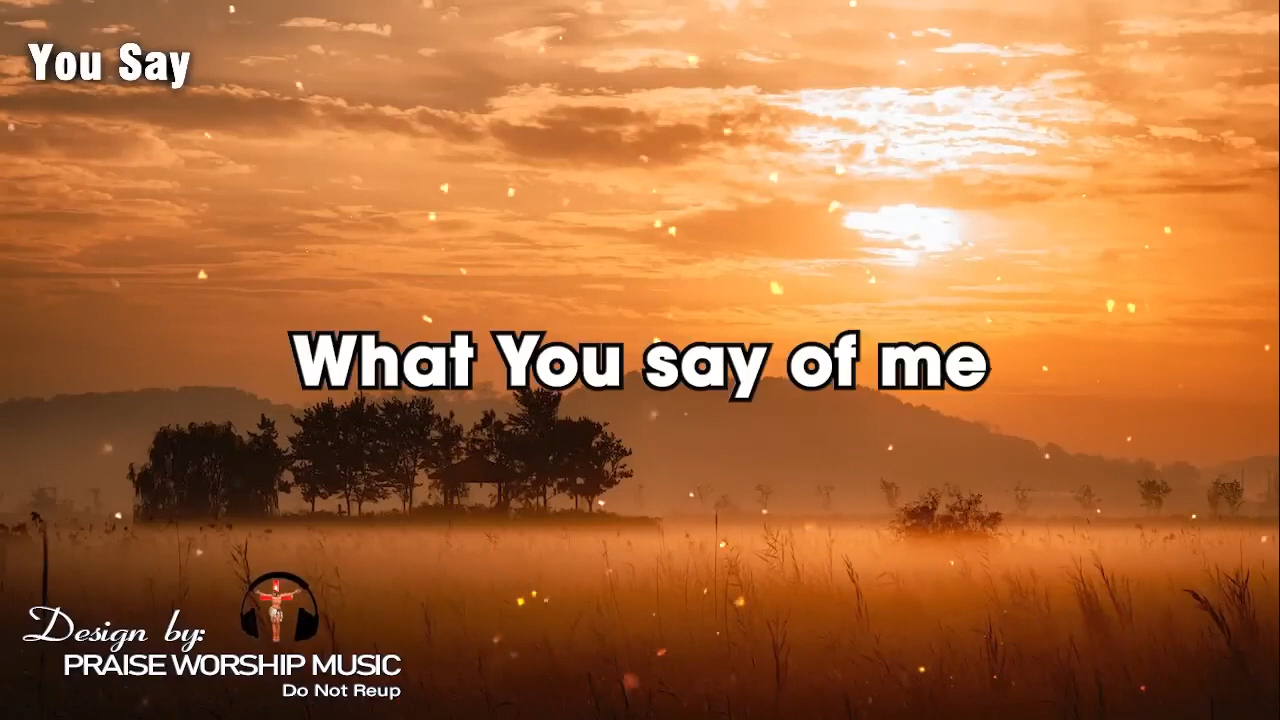 You Say
What You say of me
Design by:
PRAISE WORSHIP MUSIC
Do Not Reup